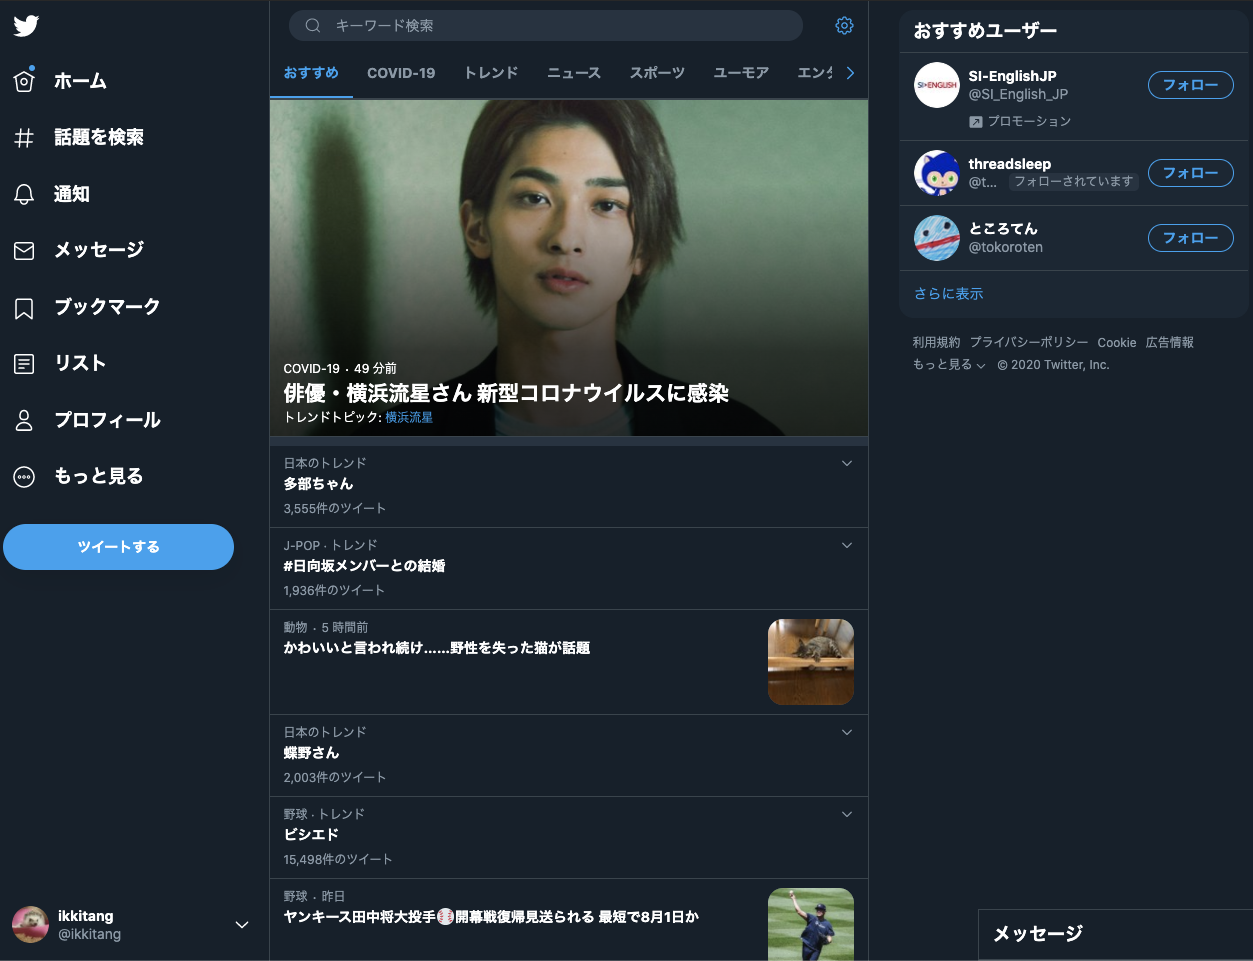 ホーム
話題を検索
通知
メッセージ
ブックマーク
リスト
プロフィール
もっと見る
ツイートする
ikkitang
@ikkitang
キーワード検索
おすすめ COVID-19 トレンド ニュース スポーツ ユーモア エンタ
COVID-19 · 49 分前
俳優・横浜流星さん 新型コロナウイルスに感染
トレンドトピック: 横浜流星
日本のトレンド
多部ちゃん
3,555件のツイート
J-POP · トレンド
#日向坂メンバーとの結婚
1,936件のツイート
動物 · 5 時間前
かわいいと言われ続け……野性を失った猫が話題
日本のトレンド
蝶野さん
2,003件のツイート
野球 · トレンド
ビシエド
15,498件のツイート
野球 · 昨日
ヤンキース田中将大投手⚾開幕戦復帰見送られる 最短で8月1日か
おすすめユーザー
SI-EnglishJP
@SI_English_JP
フォロー
プロモーション
threadsleep
@t... フォローされています
フォロー
ところてん
@tokoroten
フォロー
さらに表示
利用規約 プライバシーポリシー Cookie 広告情報
もっと見る © 2020 Twitter, Inc.
メッセージ